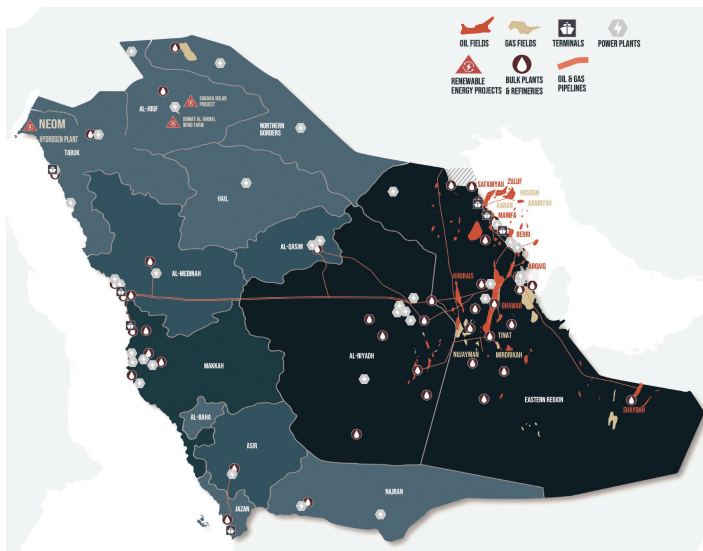 OIL FIELDS
GAS FIELDS
TERMINALS
POWER PLANTS
RENEWABLE
ENERGY PROJECTS
BULK PLANTS
& REFINERIES
OIL & GAS
PIPELINES
SAKAKA SOLAR
PROJECT
AL-JOUF
DUMAT AL JANDAL
WIND FARM
NEOM
HYDROGEN PLANT
TABUK
NORTHERN
BORDERS
HAIL
SAFANIYAH
ZULUF
HASBAH
KARAN
ARABIYAH
MANIFA
BERRI
AL-QASIM
AL-MEDINAH
KHURAIS
ABQAIQ
GHAWAR
TINAT
NUJAYMAN
MIDRIKAH
AL-RIYADH
MAKKAH
EASTERN REGION
SHAYBAH
AL-BAHA
ASIR
NAJRAN
JAZAN